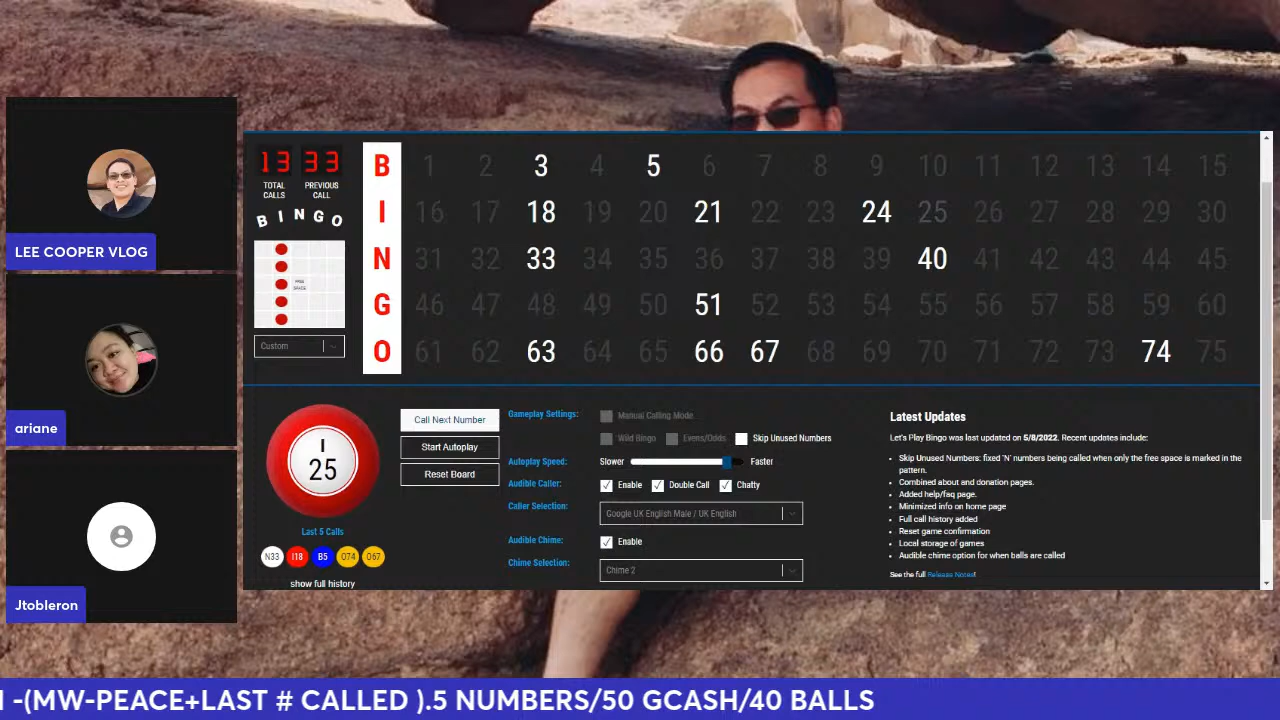 LEE COOPER VLOG
ariane
Jtobleron
13 33
TOTAL CALLS
PREVIOUS CALL
BINGO
FREE SPACE
Custom
B 1 2 3 4 5 6 7 8 9 10 11 12 13 14 15
I 16 17 18 19 20 21 22 23 24 25 26 27 28 29 30
N 31 32 33 34 35 36 37 38 39 40 41 42 43 44 45
G 46 47 48 49 50 51 52 53 54 55 56 57 58 59 60
O 61 62 63 64 65 66 67 68 69 70 71 72 73 74 75
I
25
Last 5 Calls
N33 I18 B5 O74 O67
show full history
Call Next Number
Start Autoplay
Reset Board
Gameplay Settings:
Manual Calling Mode
Wild Bingo Evens/Odds Skip Unused Numbers
Autoplay Speed: Slower Faster
Audible Caller: Enable Double Call Chatty
Caller Selection: Google UK English Male / UK English
Audible Chime: Enable
Chime Selection: Chime 2
Latest Updates
Let's Play Bingo was last updated on 5/8/2022. Recent updates include:
• Skip Unused Numbers: fixed 'N' numbers being called when only the free space is marked in the
pattern.
• Combined about and donation pages.
• Added help/faq page.
• Minimized info on home page
• Full call history added
• Reset game confirmation
• Local storage of games
• Audible chime option for when balls are called
See the full Release Notes!
-(MW-PEACE+LAST # CALLED ).5 NUMBERS/50 GCASH/40 BALLS